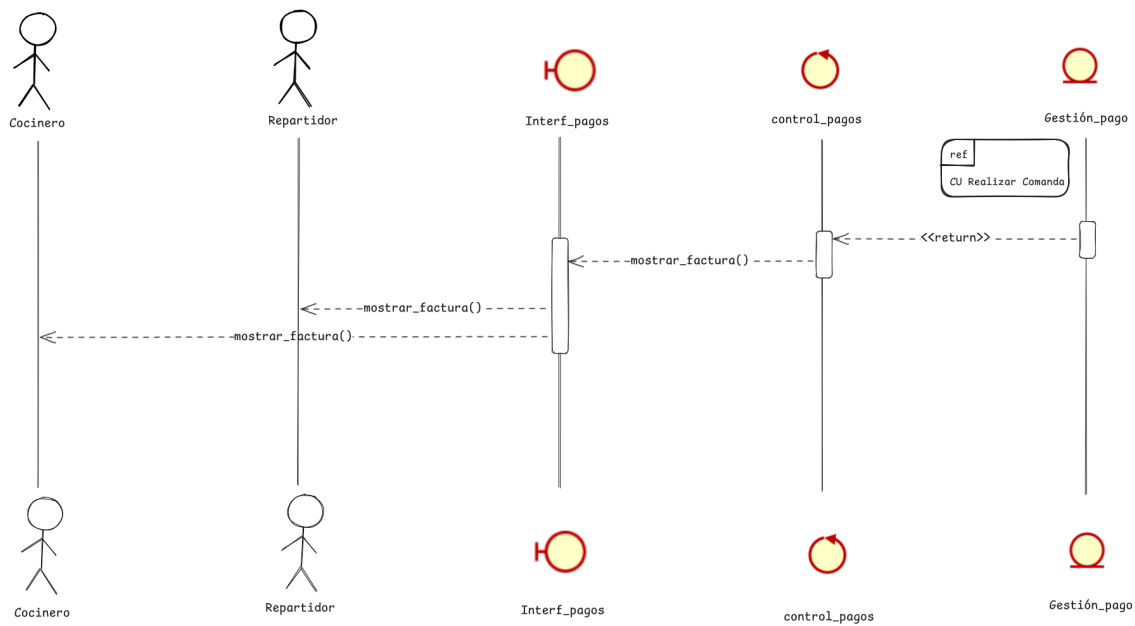 Cocinero
Repartidor
Interf_pagos
control_pagos
Gestión_pago
ref
CU Realizar Comanda
<<return>>
mostrar_factura()
mostrar_factura()
mostrar_factura()
Cocinero
Repartidor
Interf_pagos
control_pagos
Gestión_pago